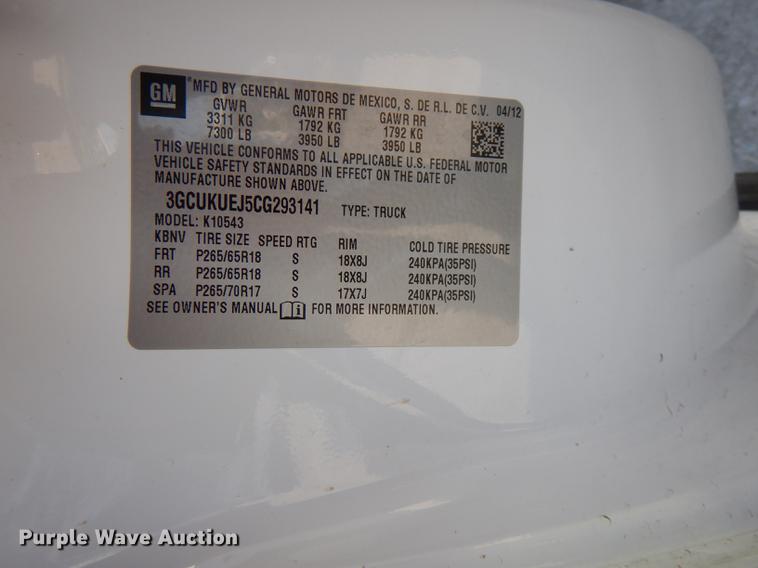 GM
MFD BY GENERAL MOTORS DE MEXICO, S. DE R.L. DE C.V. 04/12
GVWR GAWR FRT GAWR RR
3311 KG 1792 KG 1792 KG
7300 LB 3950 LB 3950 LB
THIS VEHICLE CONFORMS TO ALL APPLICABLE U.S. FEDERAL MOTOR
VEHICLE SAFETY STANDARDS IN EFFECT ON THE DATE OF
MANUFACTURE SHOWN ABOVE.
3GCUKUEJ5CG293141 TYPE: TRUCK
MODEL: K10543
KBNV TIRE SIZE SPEED RTG RIM COLD TIRE PRESSURE
FRT P265/65R18 S 18X8J 240KPA(35PSI)
RR P265/65R18 S 18X8J 240KPA(35PSI)
SPA P265/70R17 S 17X7J 240KPA(35PSI)
SEE OWNER'S MANUAL FOR MORE INFORMATION.
Purple Wave Auction